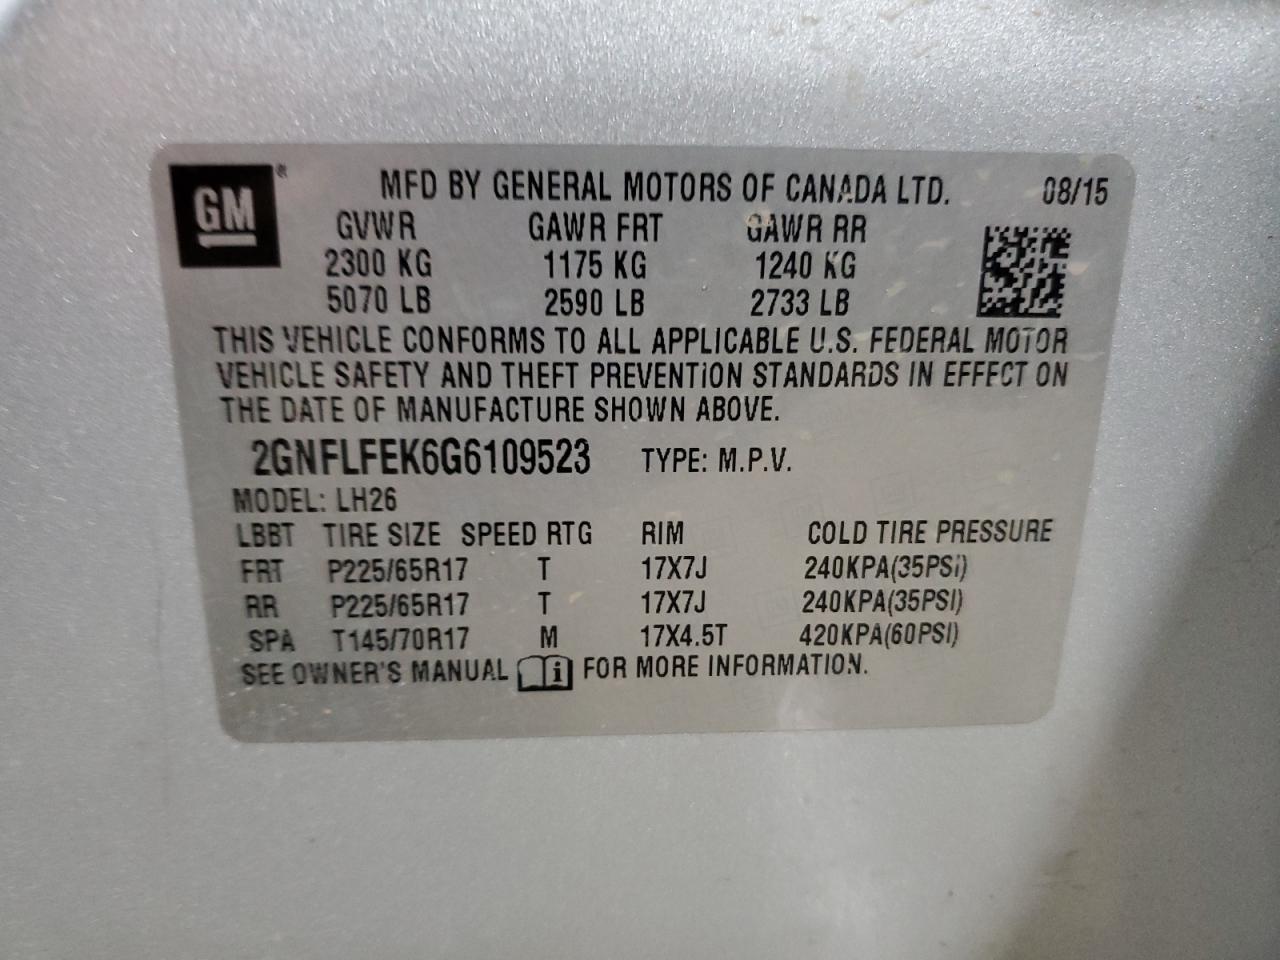 GM® MFD BY GENERAL MOTORS OF CANADA LTD. 08/15
GVWR GAWR FRT GAWR RR
2300 KG 1175 KG 1240 KG
5070 LB 2590 LB 2733 LB
THIS VEHICLE CONFORMS TO ALL APPLICABLE U.S. FEDERAL MOTOR
VEHICLE SAFETY AND THEFT PREVENTION STANDARDS IN EFFECT ON
THE DATE OF MANUFACTURE SHOWN ABOVE.
2GNFLFEK6G6109523 TYPE: M.P.V.
MODEL: LH26
LBBT TIRE SIZE SPEED RTG RIM COLD TIRE PRESSURE
FRT P225/65R17 T 17X7J 240KPA(35PSI)
RR P225/65R17 T 17X7J 240KPA(35PSI)
SPA T145/70R17 M 17X4.5T 420KPA(60PSI)
SEE OWNER'S MANUAL i FOR MORE INFORMATION.